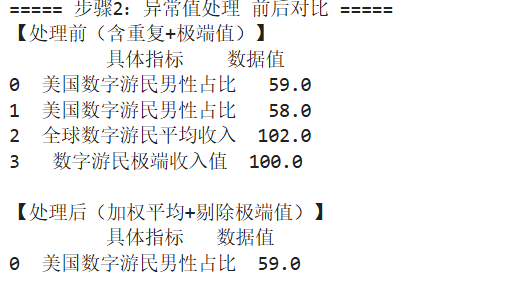 ===== 步骤2: 异常值处理 前后对比 =====
【处理前（含重复+极端值）】
具体指标 数据值
0 美国数字游民男性占比 59.0
1 美国数字游民男性占比 58.0
2 全球数字游民平均收入 102.0
3 数字游民极端收入值 100.0
【处理后（加权平均+剔除极端值）】
具体指标 数据值
0 美国数字游民男性占比 59.0